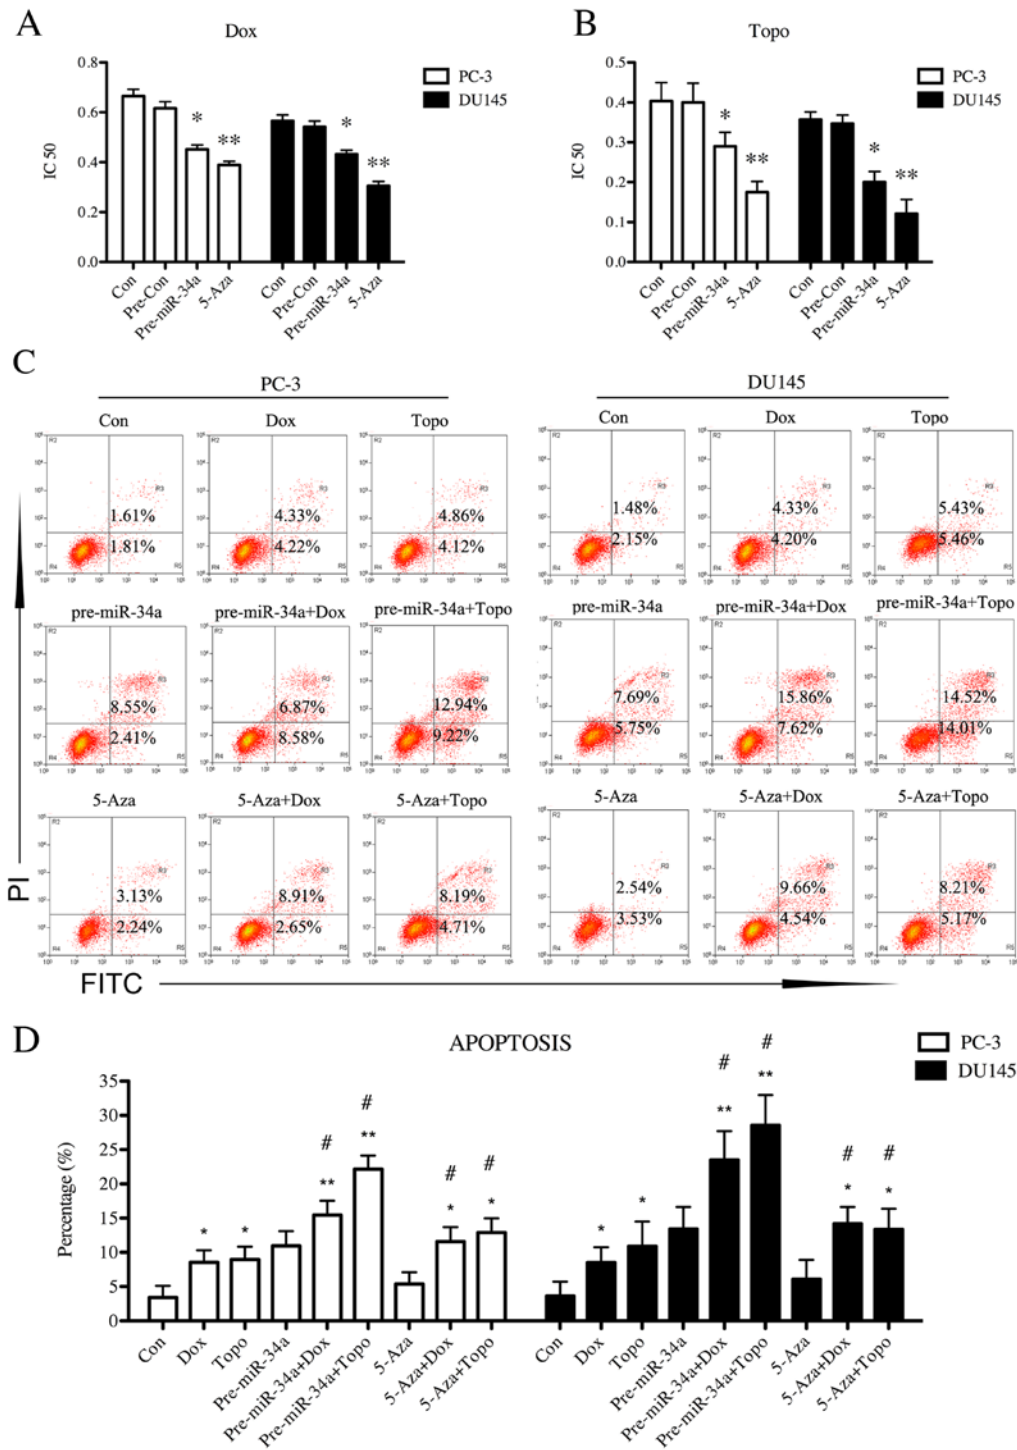 A
Dox
0.8
0.6
0.4
0.2
0.0
IC 50
* ** * **
PC-3
DU145
Con Pre-Con Pre-miR-34a 5-Aza Con Pre-Con Pre-miR-34a 5-Aza
B
Topo
0.5
0.4
0.3
0.2
0.1
0.0
IC 50
* ** * **
PC-3
DU145
Con Pre-Con Pre-miR-34a 5-Aza Con Pre-Con Pre-miR-34a 5-Aza
C
PC-3
Con Dox Topo
1.61% 4.33% 4.86%
1.81% 4.22% 4.12%
pre-miR-34a pre-miR-34a+Dox pre-miR-34a+Topo
8.55% 6.87% 12.94%
2.41% 8.58% 9.22%
5-Aza 5-Aza+Dox 5-Aza+Topo
3.13% 8.91% 8.19%
2.24% 2.65% 4.71%
DU145
Con Dox Topo
1.48% 4.33% 5.43%
2.15% 4.20% 5.46%
pre-miR-34a pre-miR-34a+Dox pre-miR-34a+Topo
7.69% 15.86% 14.52%
5.75% 7.62% 14.01%
5-Aza 5-Aza+Dox 5-Aza+Topo
2.54% 9.66% 8.21%
3.53% 4.54% 5.17%
PI
FITC
D
APOPTOSIS
PC-3
DU145
35
30
25
20
15
10
5
0
Percentage (%)
# # # # # # # #
* * ** ** * * * * ** ** * *
Con Dox Topo Pre-miR-34a Pre-miR-34a+Dox Pre-miR-34a+Topo 5-Aza 5-Aza+Dox 5-Aza+Topo Con Dox Topo Pre-miR-34a Pre-miR-34a+Dox Pre-miR-34a+Topo 5-Aza 5-Aza+Dox 5-Aza+Topo